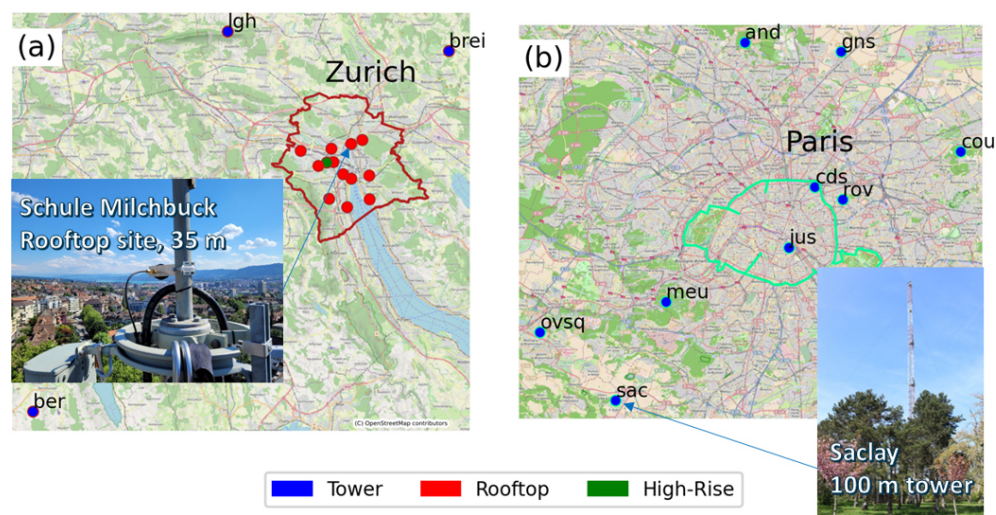 (a)
lgh
brei
Zurich
Schule Milchbuck
Rooftop site, 35 m
ber
(C) OpenStreetMap contributors
(b)
and
gns
cou
Paris
cds
rov
jus
meu
ovsq
sac
Saclay
100 m tower
Tower
Rooftop
High-Rise